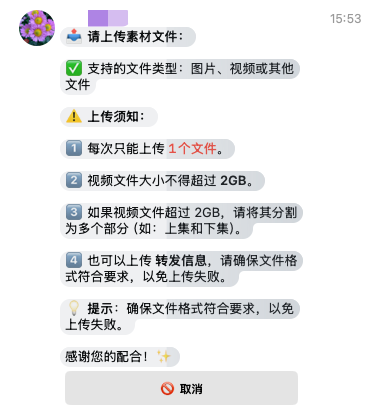 15:53
📥 请上传素材文件：
✅ 支持的文件类型：图片、视频或其他
文件
⚠️ 上传须知：
1️⃣ 每次只能上传 1个文件。
2️⃣ 视频文件大小不得超过 2GB。
3️⃣ 如果视频文件超过 2GB，请将其分割
为多个部分 (如：上集和下集)。
4️⃣ 也可以上传 转发信息，请确保文件格
式符合要求，以免上传失败。
💡 提示：确保文件格式符合要求，以免
上传失败。
感谢您的配合！✨
🚫 取消